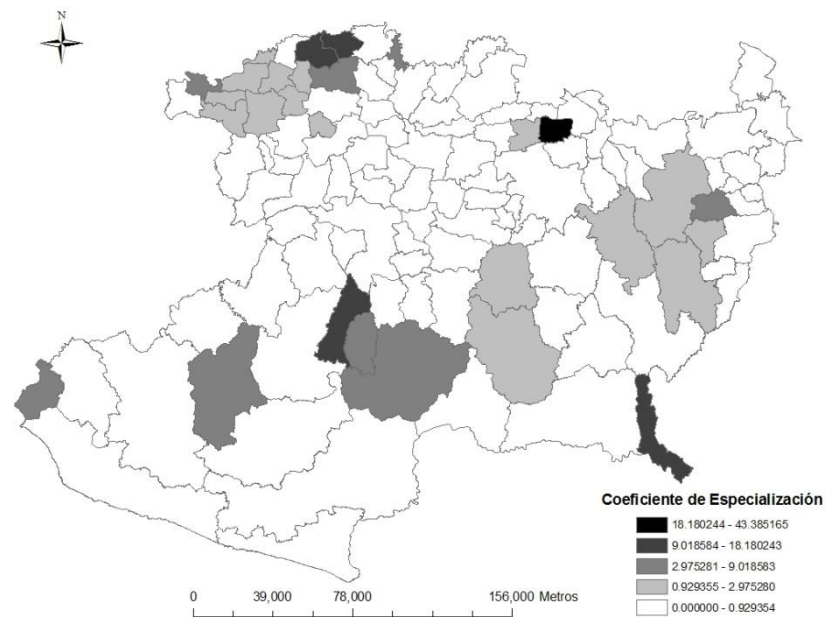 N
Coeficiente de Especialización
18.180244 - 43.385165
9.018584 - 18.180243
2.975281 - 9.018583
0.929355 - 2.975280
0.000000 - 0.929354
0 39,000 78,000 156,000 Metros